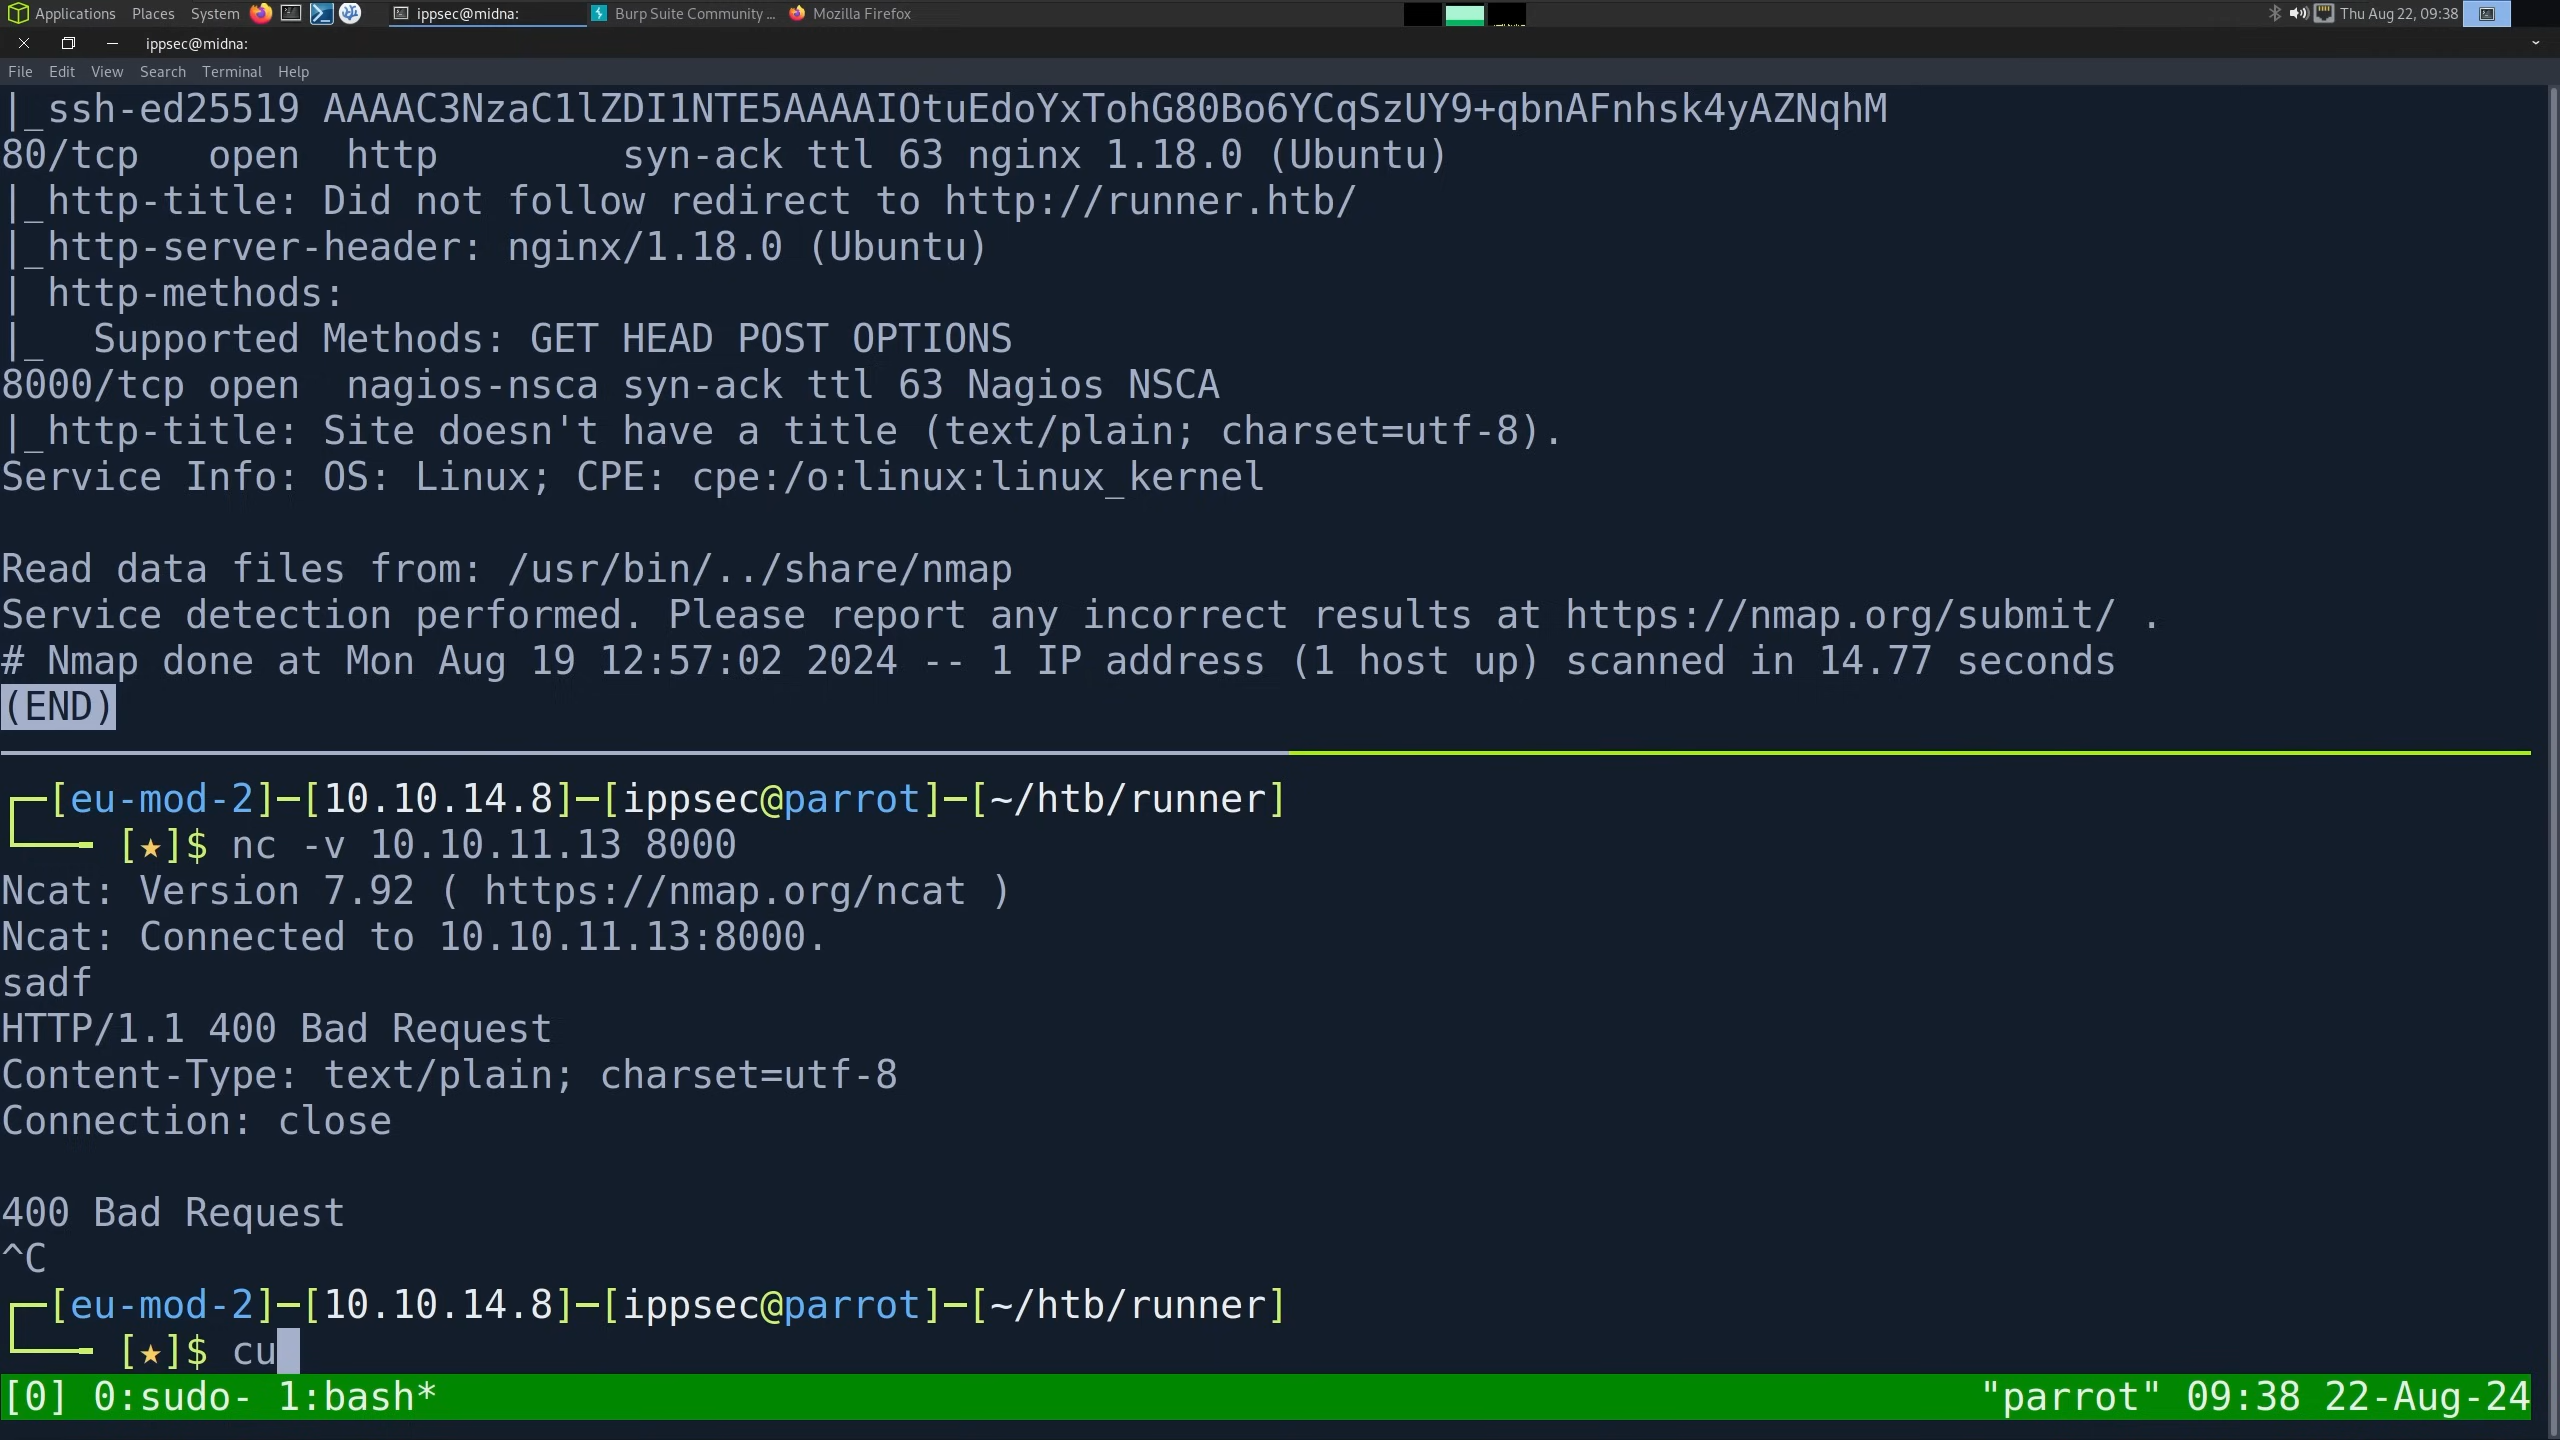 Applications Places System ippsec@midna: Burp Suite Community ... Mozilla Firefox Thu Aug 22, 09:38
ippsec@midna:
File Edit View Search Terminal Help
|_ssh-ed25519 AAAAC3NzaC1lZDI1NTE5AAAAIOtuEdoYxTohG80Bo6YCqSzUY9+qbnAFnhsk4yAZNqhM
80/tcp   open  http        syn-ack ttl 63 nginx 1.18.0 (Ubuntu)
|_http-title: Did not follow redirect to http://runner.htb/
|_http-server-header: nginx/1.18.0 (Ubuntu)
| http-methods:
|_  Supported Methods: GET HEAD POST OPTIONS
8000/tcp open  nagios-nsca syn-ack ttl 63 Nagios NSCA
|_http-title: Site doesn't have a title (text/plain; charset=utf-8).
Service Info: OS: Linux; CPE: cpe:/o:linux:linux_kernel
Read data files from: /usr/bin/../share/nmap
Service detection performed. Please report any incorrect results at https://nmap.org/submit/ .
# Nmap done at Mon Aug 19 12:57:02 2024 -- 1 IP address (1 host up) scanned in 14.77 seconds
(END)
┌─[eu-mod-2]─[10.10.14.8]─[ippsec@parrot]─[~/htb/runner]
└──╼ [★]$ nc -v 10.10.11.13 8000
Ncat: Version 7.92 ( https://nmap.org/ncat )
Ncat: Connected to 10.10.11.13:8000.
sadf
HTTP/1.1 400 Bad Request
Content-Type: text/plain; charset=utf-8
Connection: close
400 Bad Request
^C
┌─[eu-mod-2]─[10.10.14.8]─[ippsec@parrot]─[~/htb/runner]
└──╼ [★]$ cu
[0] 0:sudo- 1:bash* "parrot" 09:38 22-Aug-24